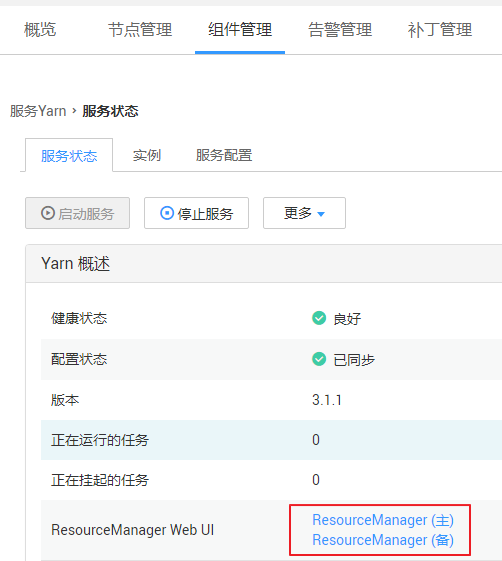 概览 节点管理 组件管理 告警管理 补丁管理
服务Yarn › 服务状态
服务状态 实例 服务配置
启动服务 停止服务 更多
Yarn 概述
健康状态 良好
配置状态 已同步
版本 3.1.1
正在运行的任务 0
正在挂起的任务 0
ResourceManager Web UI ResourceManager (主)
ResourceManager (备)